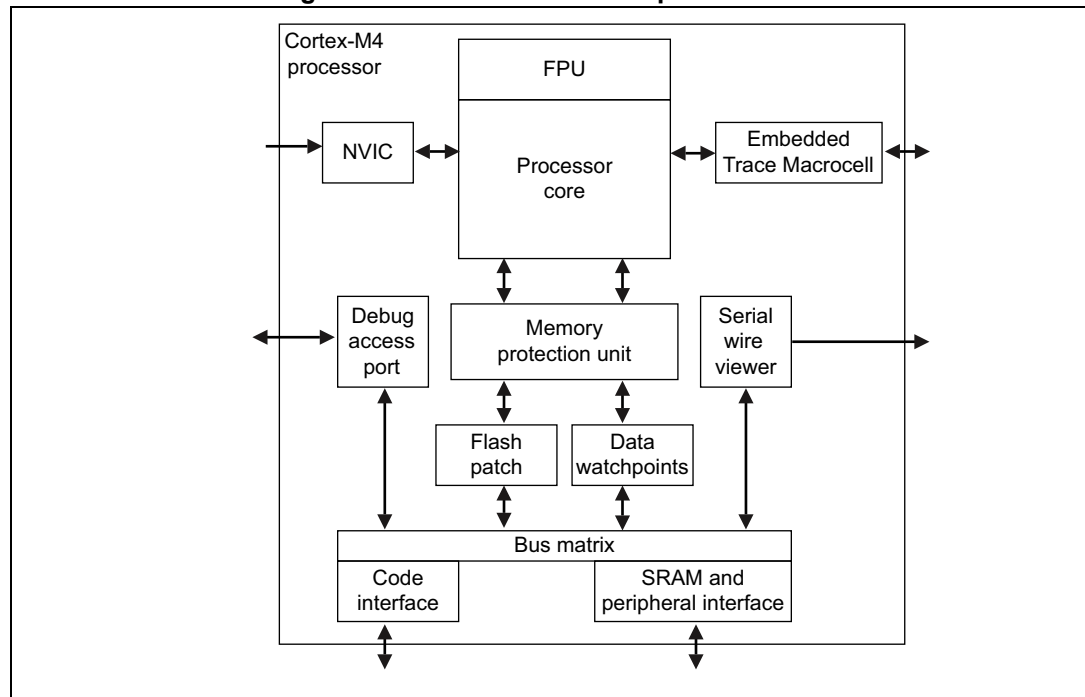 Cortex-M4
processor
FPU
NVIC
Processor
core
Embedded
Trace Macrocell
Debug
access
port
Memory
protection unit
Serial
wire
viewer
Flash
patch
Data
watchpoints
Bus matrix
Code
interface
SRAM and
peripheral interface